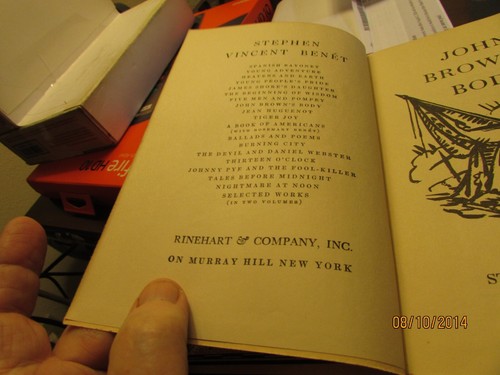 STEPHEN
VINCENT BENÉT
SPANISH BAYONET
YOUNG ADVENTURE
HEAVENS AND EARTH
YOUNG PEOPLE'S PRIDE
JAMES SHORE'S DAUGHTER
THE BEGINNING OF WISDOM
FIVE MEN AND POMPEY
JOHN BROWN'S BODY
JEAN HUGUENOT
TIGER JOY
A BOOK OF AMERICANS
(WITH ROSEMARY BENÉT)
BALLADS AND POEMS
BURNING CITY
THE DEVIL AND DANIEL WEBSTER
THIRTEEN O'CLOCK
JOHNNY PYE AND THE FOOL-KILLER
TALES BEFORE MIDNIGHT
NIGHTMARE AT NOON
SELECTED WORKS
(IN TWO VOLUMES)
RINEHART & COMPANY, INC.
ON MURRAY HILL NEW YORK
JOHN
BROW
BO
ST
fire
08/10/2014